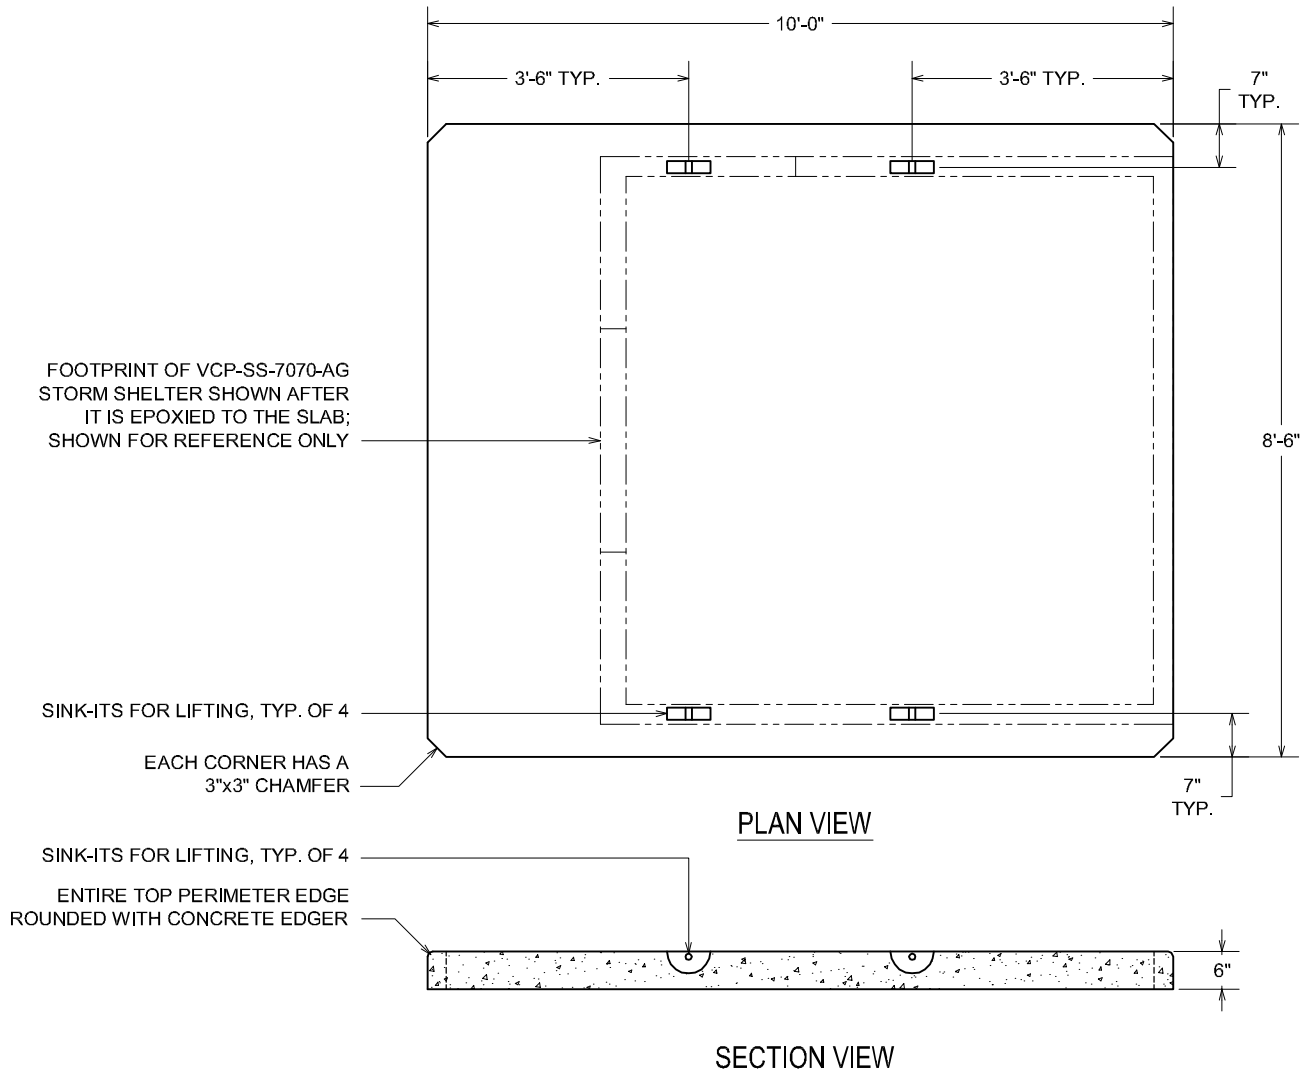 10'-0"
3'-6" TYP.
3'-6" TYP.
7"
TYP.
FOOTPRINT OF VCP-SS-7070-AG
STORM SHELTER SHOWN AFTER
IT IS EPOXIED TO THE SLAB;
SHOWN FOR REFERENCE ONLY
8'-6"
SINK-ITS FOR LIFTING, TYP. OF 4
EACH CORNER HAS A
3"x3" CHAMFER
7"
TYP.
PLAN VIEW
SINK-ITS FOR LIFTING, TYP. OF 4
ENTIRE TOP PERIMETER EDGE
ROUNDED WITH CONCRETE EDGER
6"
SECTION VIEW